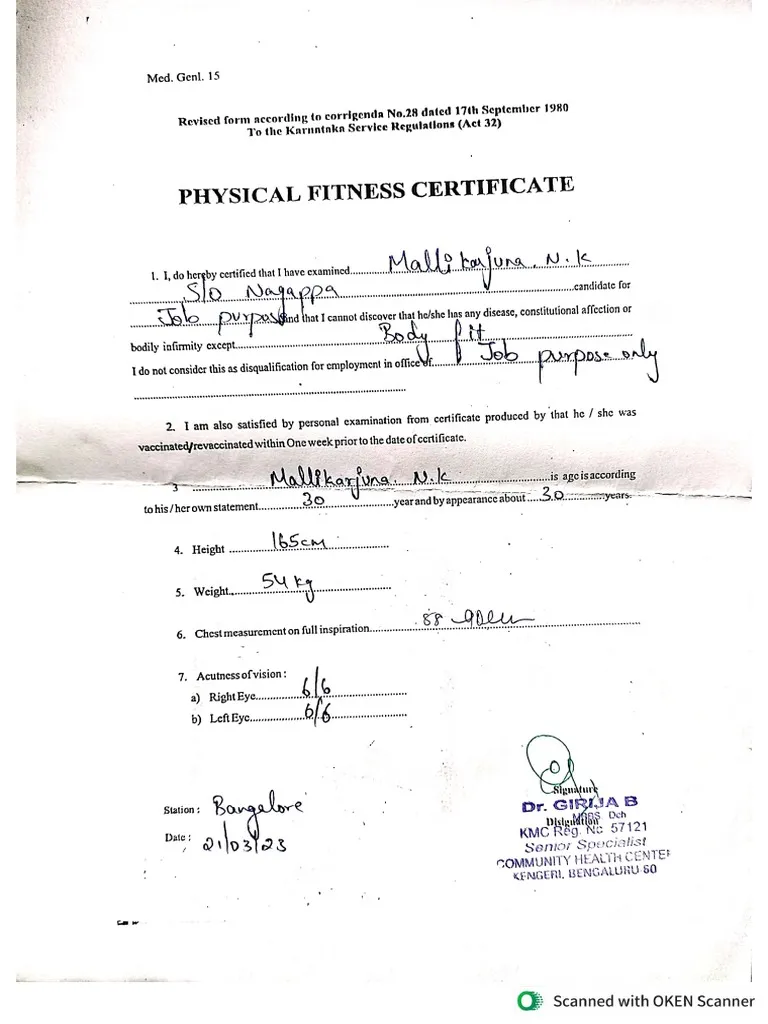 Med. Genl. 15
Revised form according to corrigenda No.28 dated 17th September 1980
To the Karnataka Service Regulations (Act 32)
PHYSICAL FITNESS CERTIFICATE
1. I, do hereby certified that I have examined Mallikarjuna. N.K
S/o Nagappa candidate for
Job purpose and that I cannot discover that he/she has any disease, constitutional affection or
bodily infirmity except Body fit
I do not consider this as disqualification for employment in office of Job purpose only
2. I am also satisfied by personal examination from certificate produced by that he / she was
vaccinated/revaccinated within One week prior to the date of certificate.
3 Mallikarjuna. N.K is age is according
to his / her own statement 30 year and by appearance about 30 years.
4. Height 165cm
5. Weight 54 kg
6. Chest measurement on full inspiration 88
7. Acutness of vision :
a) Right Eye 6/6
b) Left Eye 6/6
Station : Bangalore
Date : 21/03/23
Signature
Dr. GIRIJA B
MBBS Dch
Disignation
KMC Reg. No 57121
Senior Specialist
COMMUNITY HEALTH CENTER
KENGERI, BENGALURU-60
Scanned with OKEN Scanner